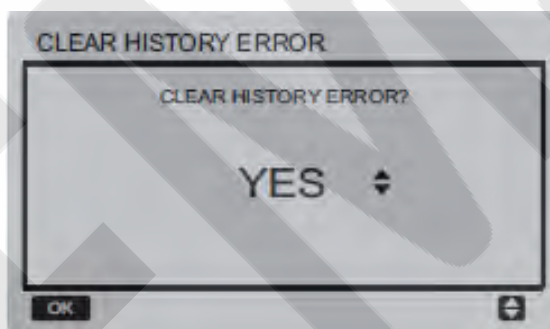 CLEAR HISTORY ERROR
CLEAR HISTORY ERROR?
YES
OK